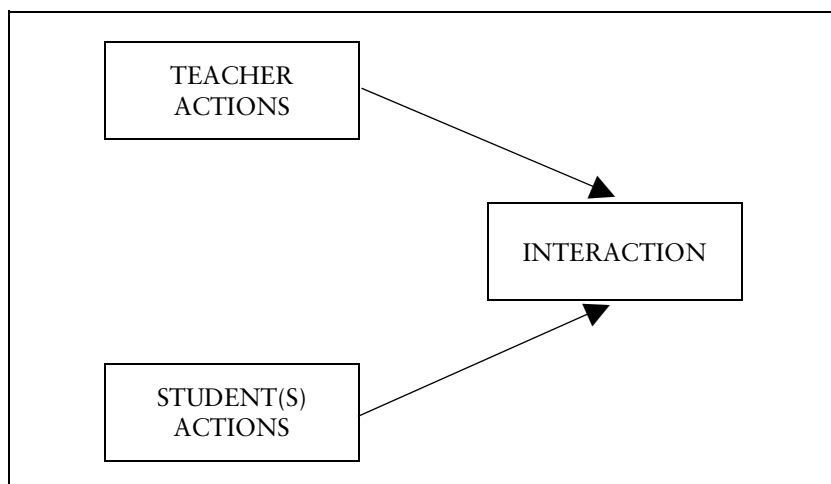 TEACHER
ACTIONS
INTERACTION
STUDENT(S)
ACTIONS